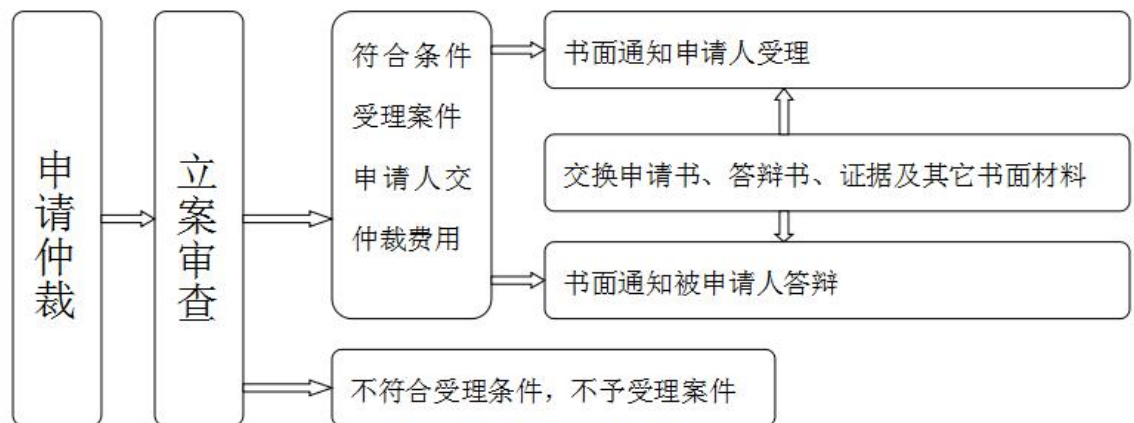 申请仲裁
立案审查
符合条件
受理案件
申请人交
仲裁费用
书面通知申请人受理
交换申请书、答辩书、证据及其它书面材料
书面通知被申请人答辩
不符合受理条件，不予受理案件